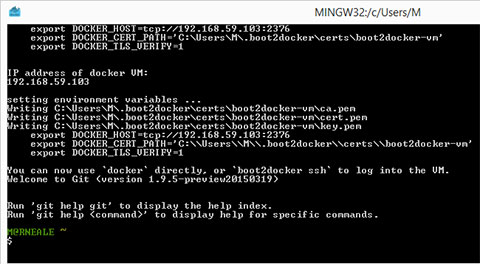 MINGW32:/c/Users/M
export DOCKER_HOST=tcp://192.168.59.103:2376
export DOCKER_CERT_PATH='C:\Users\M\.boot2docker\certs\boot2docker-vm'
export DOCKER_TLS_VERIFY=1
IP address of docker VM:
192.168.59.103
setting environment variables ...
Writing C:\Users\M\.boot2docker\certs\boot2docker-vm\ca.pem
Writing C:\Users\M\.boot2docker\certs\boot2docker-vm\cert.pem
Writing C:\Users\M\.boot2docker\certs\boot2docker-vm\key.pem
export DOCKER_HOST=tcp://192.168.59.103:2376
export DOCKER_CERT_PATH='C:\\Users\\M\\.boot2docker\\certs\\boot2docker-vm'
export DOCKER_TLS_VERIFY=1
You can now use `docker` directly, or `boot2docker ssh` to log into the VM.
Welcome to Git (version 1.9.5-preview20150319)
Run 'git help git' to display the help index.
Run 'git help <command>' to display help for specific commands.
M@RNEALE ~
$